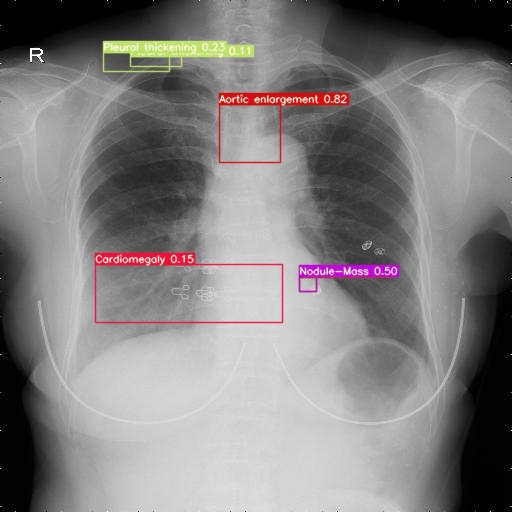 R
Pleural thickening 0.23
0.11
Aortic enlargement 0.82
Cardiomegaly 0.15
Nodule-Mass 0.50